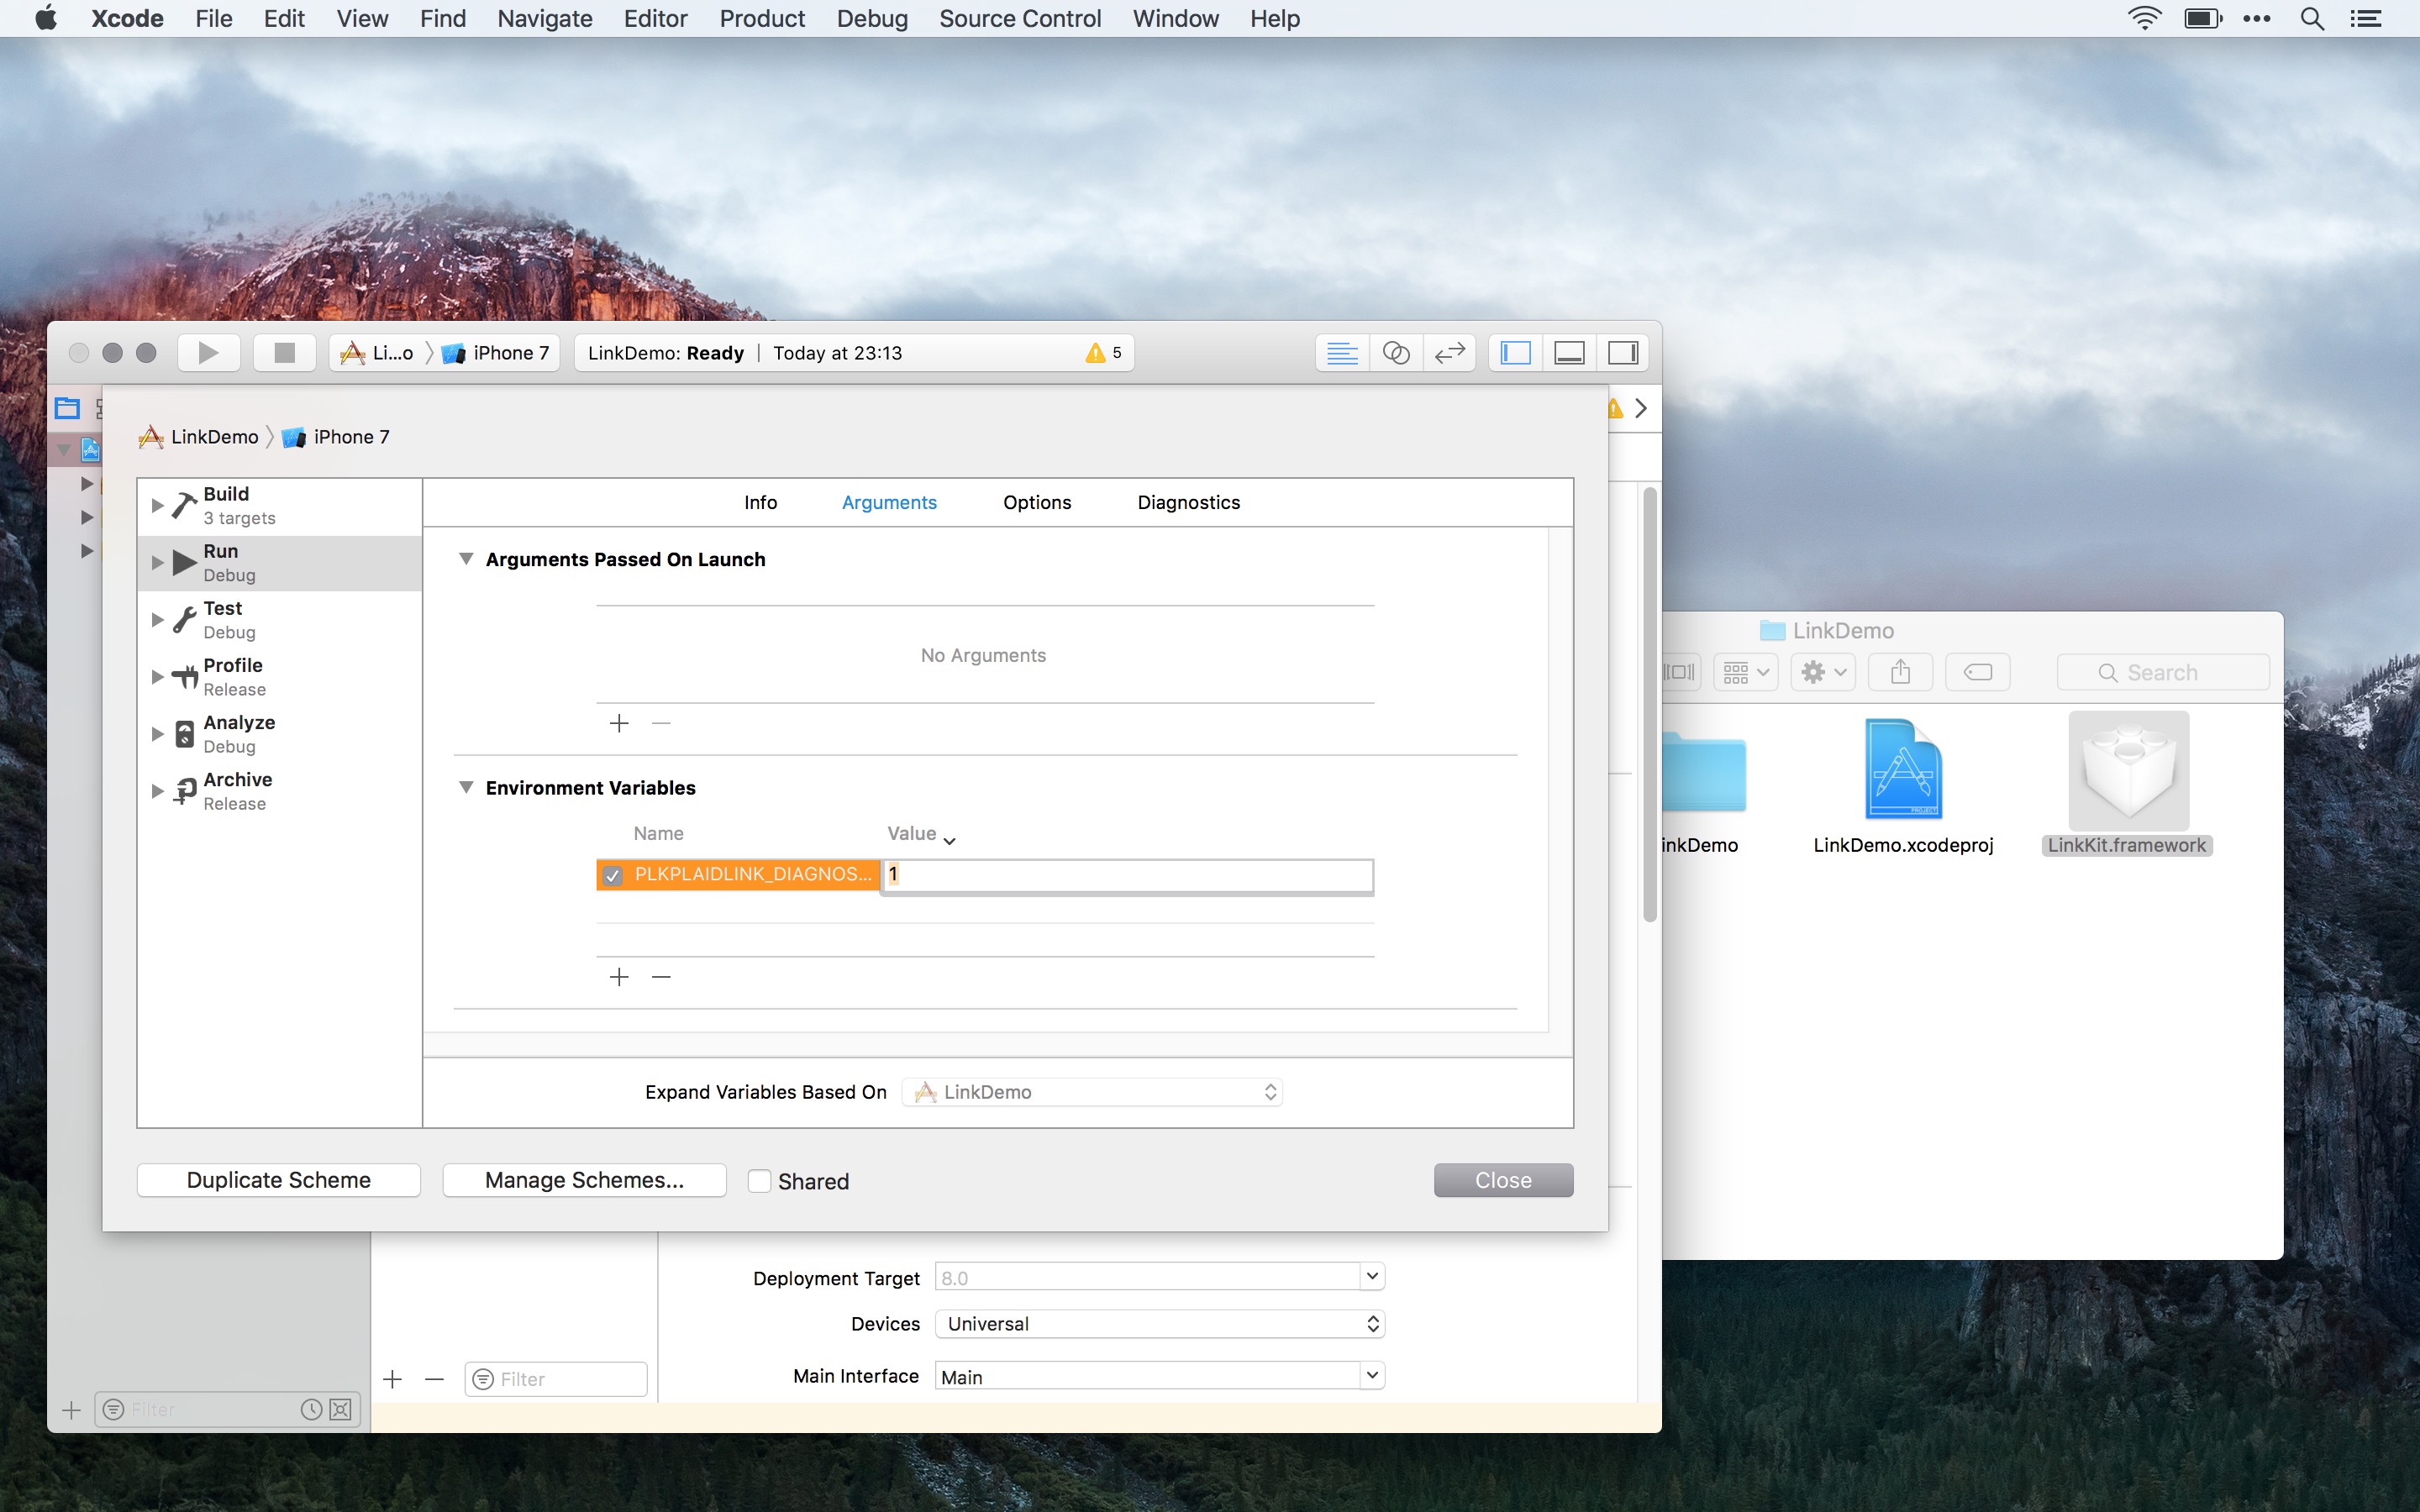 Xcode File Edit View Find Navigate Editor Product Debug Source Control Window Help
Li...o iPhone 7 LinkDemo: Ready | Today at 23:13 5
LinkDemo iPhone 7
Build
3 targets
Run
Debug
Test
Debug
Profile
Release
Analyze
Debug
Archive
Release
Info Arguments Options Diagnostics
Arguments Passed On Launch
No Arguments
Environment Variables
Name Value
PLKPLAIDLINK_DIAGNOS... 1
Expand Variables Based On LinkDemo
Duplicate Scheme Manage Schemes... Shared Close
Deployment Target 8.0
Devices Universal
Main Interface Main
Filter
Filter
LinkDemo
Search
inkDemo LinkDemo.xcodeproj LinkKit.framework
PROJECT